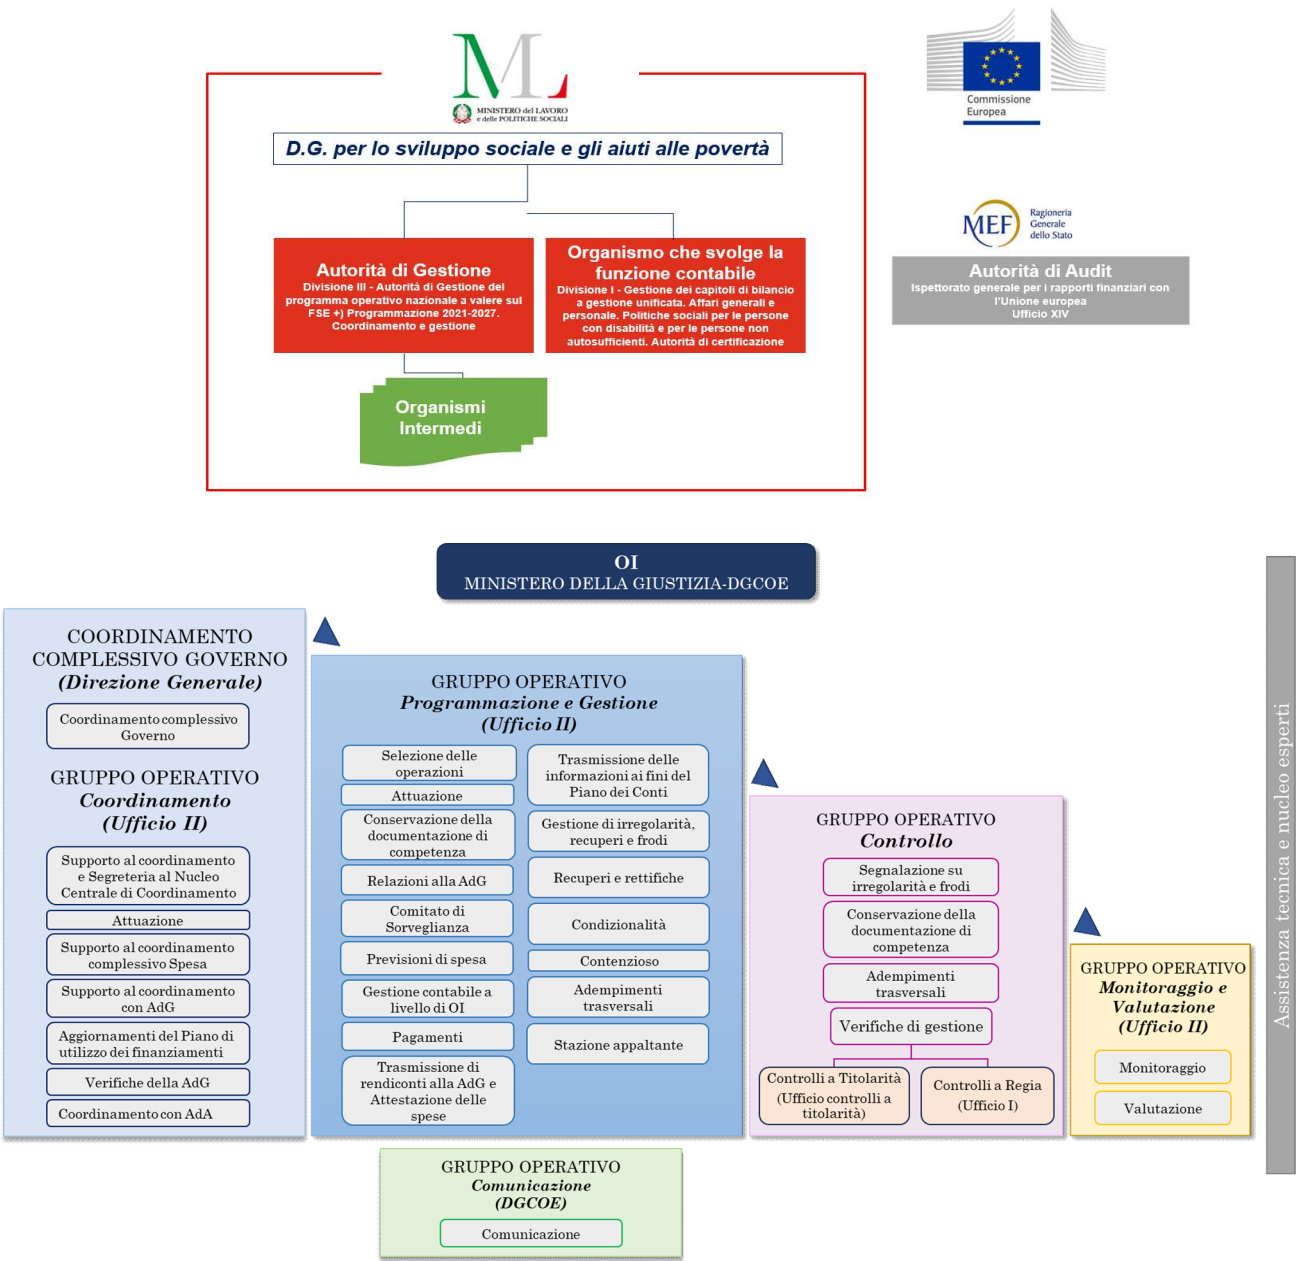 ML
MINISTERO del LAVORO
e delle POLITICHE SOCIALI
Commissione
Europea
D.G. per lo sviluppo sociale e gli aiuti alle povertà
MEF
Ragioneria
Generale
dello Stato
Autorità di Gestione
Divisione III - Autorità di Gestione del
programma operativo nazionale a valere sul
FSE +) Programmazione 2021-2027.
Coordinamento e gestione
Organismo che svolge la
funzione contabile
Divisione I - Gestione dei capitoli di bilancio
a gestione unificata. Affari generali e
personale. Politiche sociali per le persone
con disabilità e per le persone non
autosufficienti. Autorità di certificazione
Autorità di Audit
Ispettorato generale per i rapporti finanziari con
l'Unione europea
Ufficio XIV
Organismi
Intermedi
OI
MINISTERO DELLA GIUSTIZIA-DGCOE
COORDINAMENTO
COMPLESSIVO GOVERNO
(Direzione Generale)
Coordinamento complessivo
Governo
GRUPPO OPERATIVO
Coordinamento
(Ufficio II)
Supporto al coordinamento
e Segreteria al Nucleo
Centrale di Coordinamento
Attuazione
Supporto al coordinamento
complessivo Spesa
Supporto al coordinamento
con AdG
Aggiornamenti del Piano di
utilizzo dei finanziamenti
Verifiche della AdG
Coordinamento con AdA
GRUPPO OPERATIVO
Programmazione e Gestione
(Ufficio II)
Selezione delle
operazioni
Attuazione
Conservazione della
documentazione di
competenza
Relazioni alla AdG
Comitato di
Sorveglianza
Previsioni di spesa
Gestione contabile a
livello di OI
Pagamenti
Trasmissione di
rendiconti alla AdG e
Attestazione delle
spese
Trasmissione delle
informazioni ai fini del
Piano dei Conti
Gestione di irregolarità,
recuperi e frodi
Recuperi e rettifiche
Condizionalità
Contenzioso
Adempimenti
trasversali
Stazione appaltante
GRUPPO OPERATIVO
Controllo
Segnalazione su
irregolarità e frodi
Conservazione della
documentazione di
competenza
Adempimenti
trasversali
Verifiche di gestione
Controlli a Titolarità
(Ufficio controlli a
titolarità)
Controlli a Regia
(Ufficio I)
GRUPPO OPERATIVO
Monitoraggio e
Valutazione
(Ufficio II)
Monitoraggio
Valutazione
Assistenza tecnica e nucleo esperti
GRUPPO OPERATIVO
Comunicazione
(DGCOE)
Comunicazione